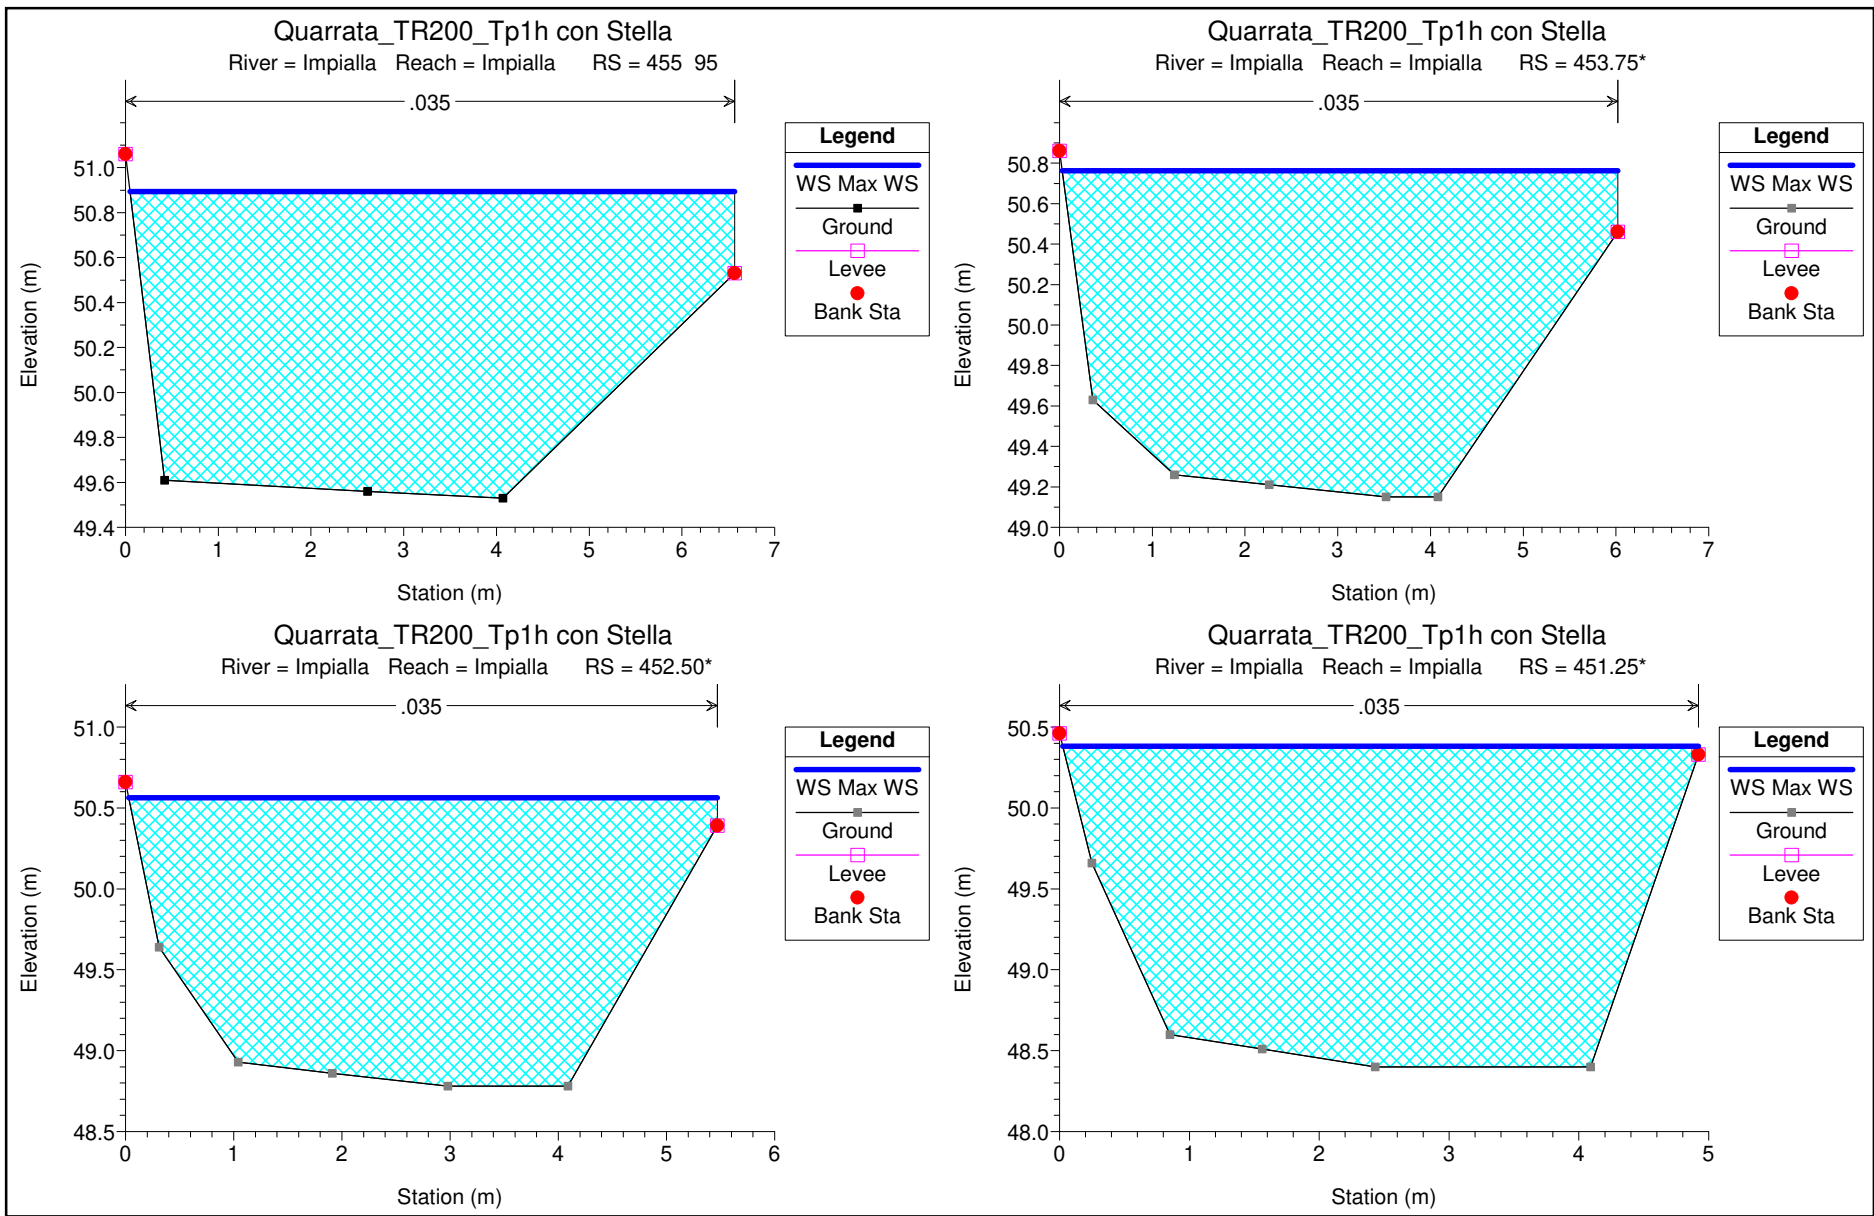 Quarrata_TR200_Tp1h con Stella
River = Impialla Reach = Impialla RS = 455 95
.035
Legend
WS Max WS
Ground
Levee
Bank Sta
51.0
50.8
50.6
50.4
50.2
50.0
49.8
49.6
49.4
Elevation (m)
0 1 2 3 4 5 6 7
Station (m)
Quarrata_TR200_Tp1h con Stella
River = Impialla Reach = Impialla RS = 453.75*
.035
Legend
WS Max WS
Ground
Levee
Bank Sta
50.8
50.6
50.4
50.2
50.0
49.8
49.6
49.4
49.2
49.0
Elevation (m)
0 1 2 3 4 5 6 7
Station (m)
Quarrata_TR200_Tp1h con Stella
River = Impialla Reach = Impialla RS = 452.50*
.035
Legend
WS Max WS
Ground
Levee
Bank Sta
51.0
50.5
50.0
49.5
49.0
48.5
Elevation (m)
0 1 2 3 4 5 6
Station (m)
Quarrata_TR200_Tp1h con Stella
River = Impialla Reach = Impialla RS = 451.25*
.035
Legend
WS Max WS
Ground
Levee
Bank Sta
50.5
50.0
49.5
49.0
48.5
48.0
Elevation (m)
0 1 2 3 4 5
Station (m)